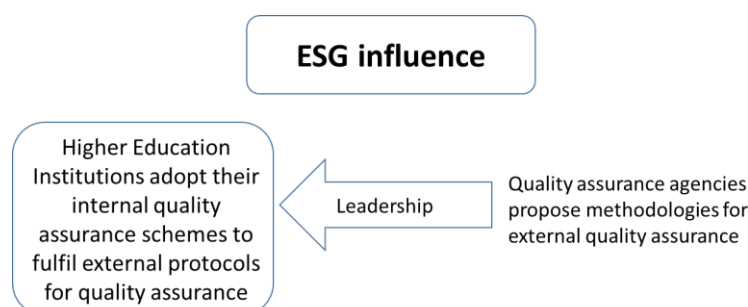 ESG influence
Higher Education
Institutions adopt their
internal quality
assurance schemes to
fulfil external protocols
for quality assurance
Leadership
Quality assurance agencies
propose methodologies for
external quality assurance